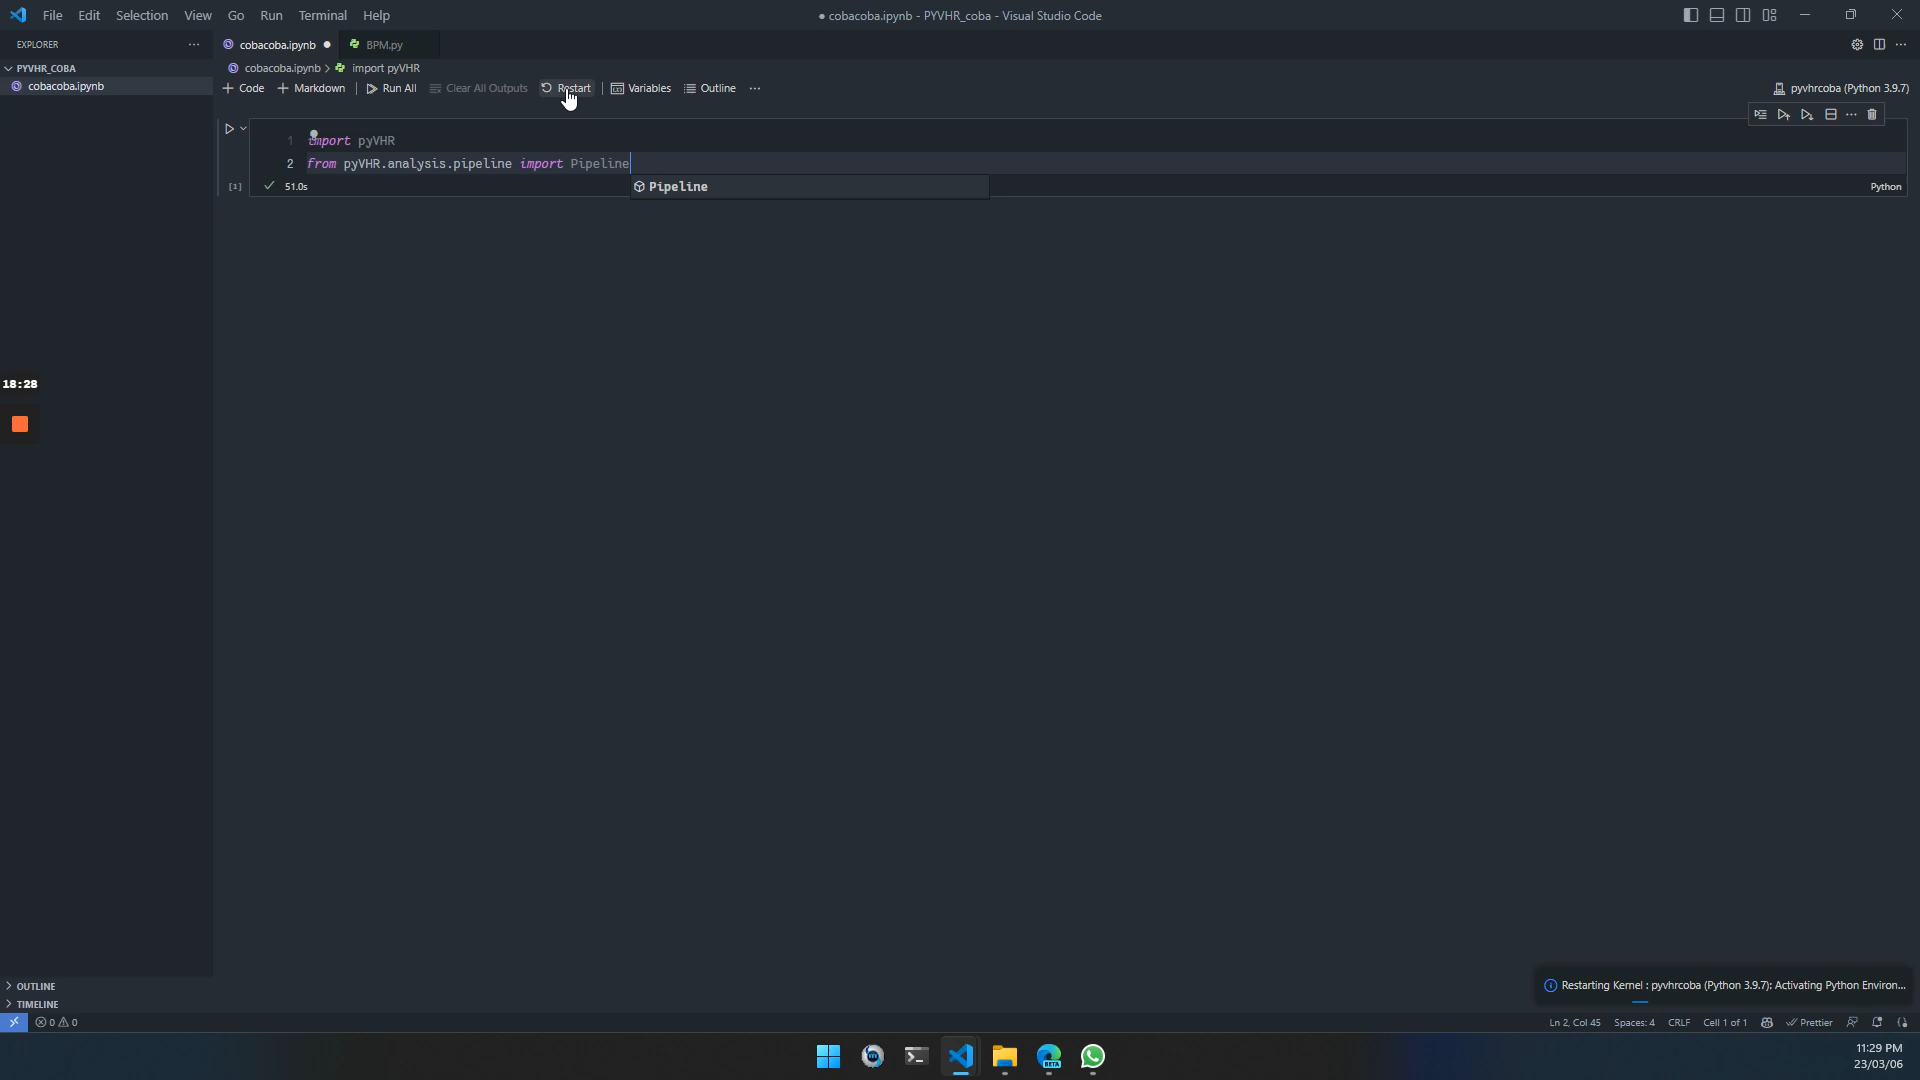 File Edit Selection View Go Run Terminal Help
● cobacoba.ipynb - PYVHR_coba - Visual Studio Code
EXPLORER
cobacoba.ipynb
BPM.py
PYVHR_COBA
cobacoba.ipynb
cobacoba.ipynb > import pyVHR
+ Code + Markdown | Run All Clear All Outputs Restart | Variables Outline ...
pyvhrcoba (Python 3.9.7)
1 import pyVHR
2 from pyVHR.analysis.pipeline import Pipeline
[1] ✓ 51.0s
Pipeline
Python
18:28
OUTLINE
TIMELINE
Restarting Kernel : pyvhrcoba (Python 3.9.7): Activating Python Environ...
0 0
Ln 2, Col 45 Spaces: 4 CRLF Cell 1 of 1 Prettier
BETA
11:29 PM
23/03/06